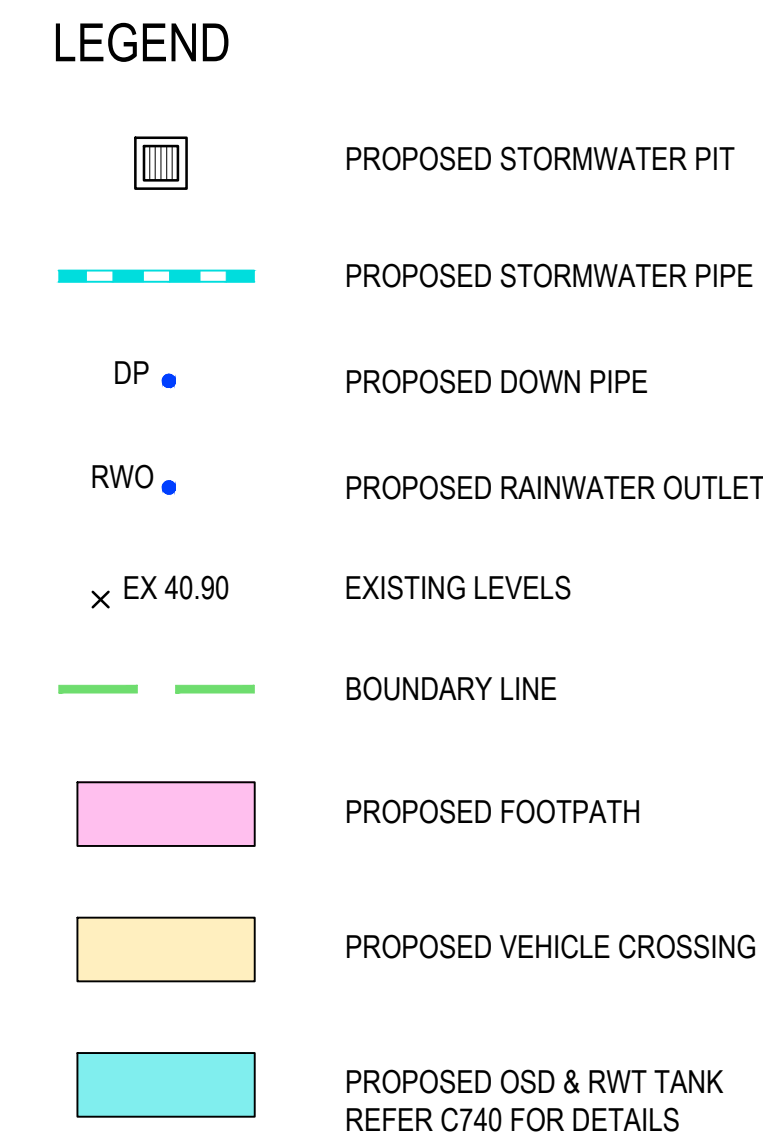 LEGEND
PROPOSED STORMWATER PIT
PROPOSED STORMWATER PIPE
DP PROPOSED DOWN PIPE
RWO PROPOSED RAINWATER OUTLET
× EX 40.90 EXISTING LEVELS
BOUNDARY LINE
PROPOSED FOOTPATH
PROPOSED VEHICLE CROSSING
PROPOSED OSD & RWT TANK
REFER C740 FOR DETAILS